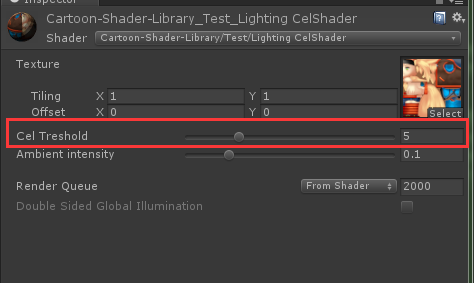 Inspector
Cartoon-Shader-Library_Test_Lighting CelShader
Shader Cartoon-Shader-Library/Test/Lighting CelShader
Texture
Tiling X 1 Y 1
Offset X 0 Y 0
Select
Cel Treshold 5
Ambient intensity 0.1
Render Queue From Shader 2000
Double Sided Global Illumination